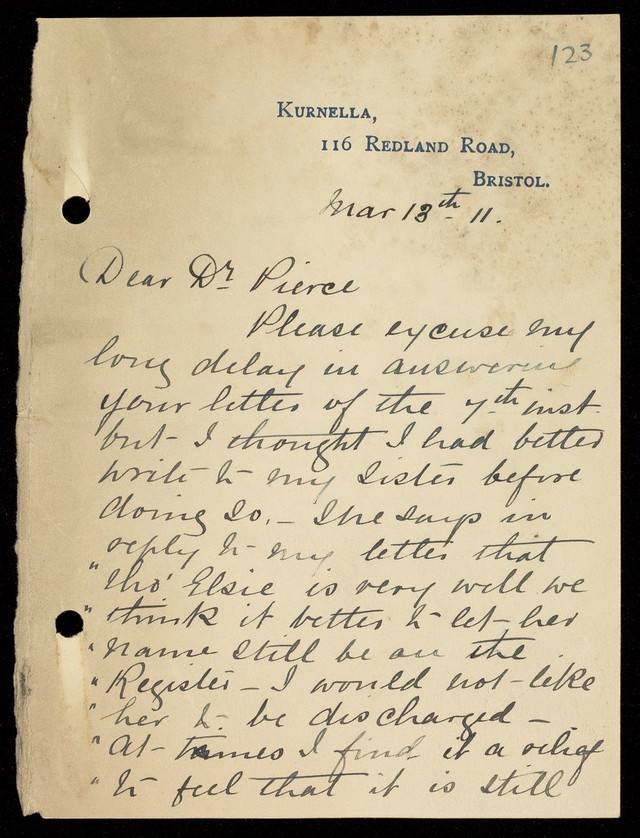 123
KURNELLA,
116 REDLAND ROAD,
BRISTOL.
Mar 13th 11.
Dear Dr. Pierce
Please excuse my
long delay in answering
your letter of the 7th inst.
but I thought I had better
write to my sister before
doing so. – She says in
reply to my letter that
"tho' Elsie is very well we
"think it better to let her
"name still be on the
"Register – I would not like
"her to be discharged –
"At times I find it a relief
"to feel that it is still